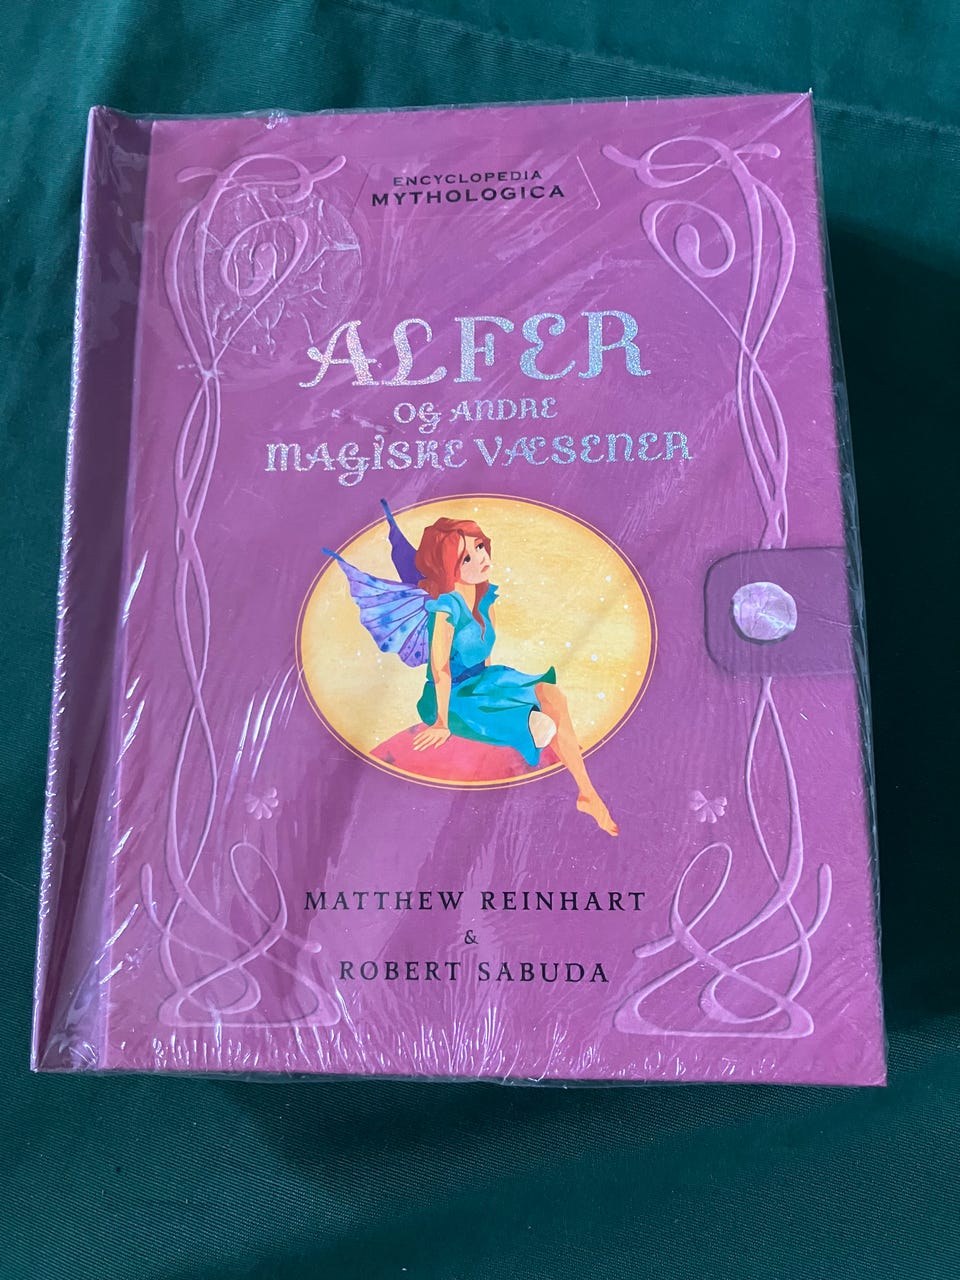 ENCYCLOPEDIA
MYTHOLOGICA
ALFER
OG ANDRE
MAGISKE VÆSENER
MATTHEW REINHART
&
ROBERT SABUDA